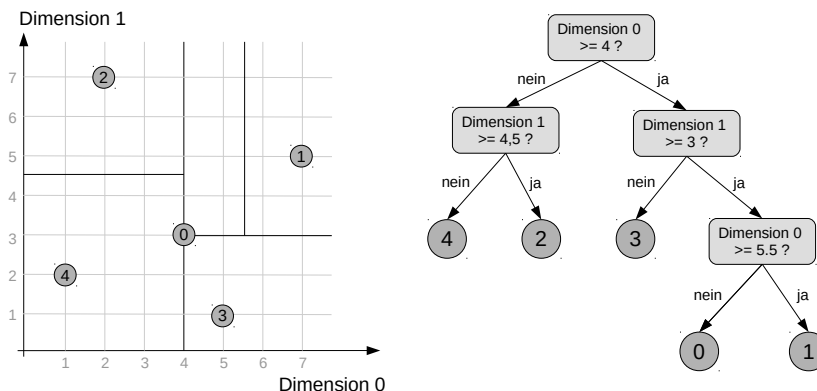 Dimension 1
7
6
5
4
3
2
1
2
1
0
4
3
1 2 3 4 5 6 7
Dimension 0
Dimension 0
>= 4 ?
nein
ja
Dimension 1
>= 4,5 ?
Dimension 1
>= 3 ?
nein
ja
nein
ja
4
2
3
Dimension 0
>= 5.5 ?
nein
ja
0
1